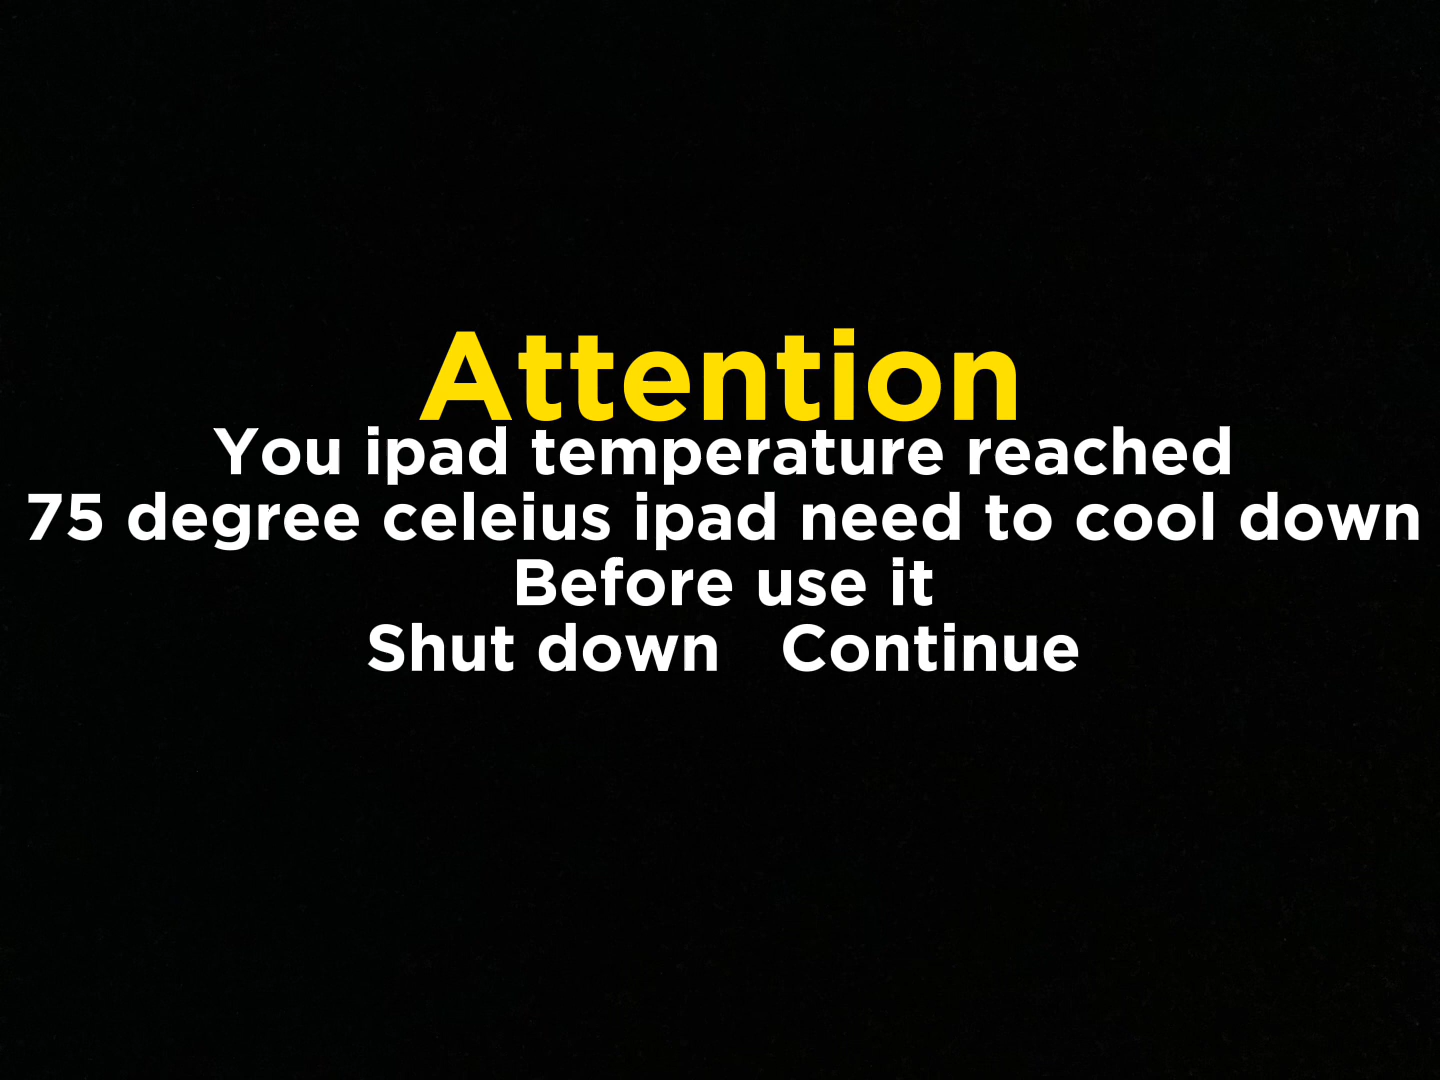 Attention
You ipad temperature reached
75 degree celeius ipad need to cool down
Before use it
Shut down Continue